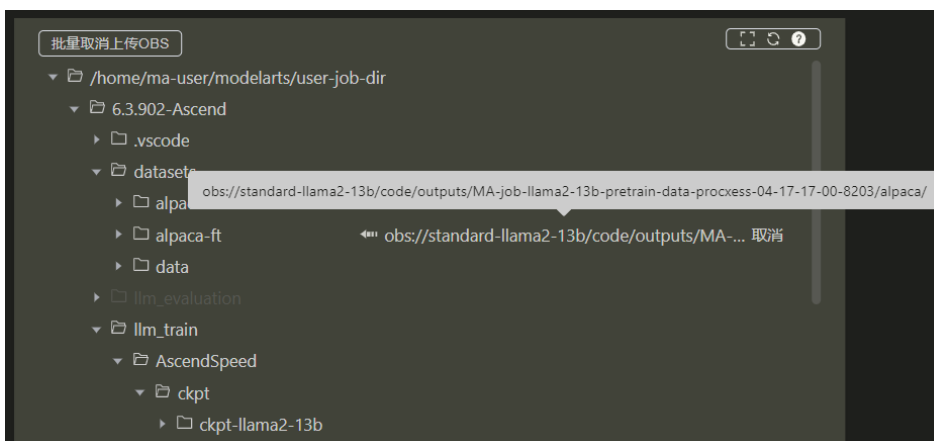 批量取消上传OBS
/home/ma-user/modelarts/user-job-dir
6.3.902-Ascend
.vscode
datasets
obs://standard-llama2-13b/code/outputs/MA-job-llama2-13b-pretrain-data-procxess-04-17-17-00-8203/alpaca/
alpa
alpaca-ft obs://standard-llama2-13b/code/outputs/MA-... 取消
data
llm_evaluation
llm_train
AscendSpeed
ckpt
ckpt-llama2-13b